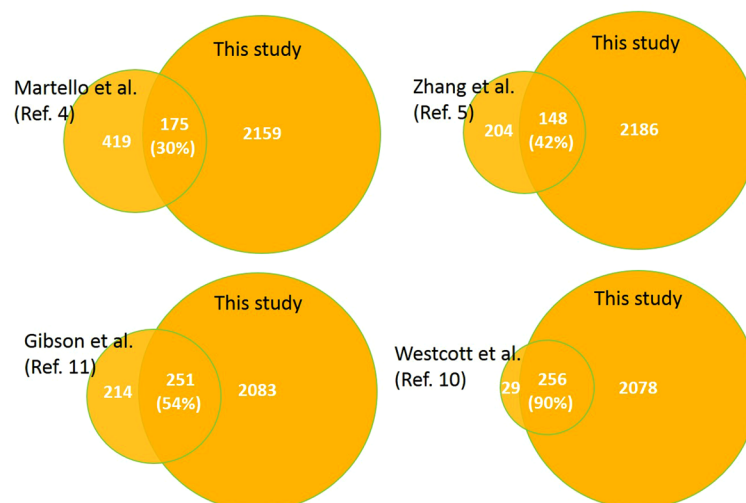 This study
Martello et al.
(Ref. 4)
419
175
(30%)
2159
This study
Zhang et al.
(Ref. 5)
204
148
(42%)
2186
This study
Gibson et al.
(Ref. 11)
214
251
(54%)
2083
This study
Westcott et al.
(Ref. 10)
29
256
(90%)
2078